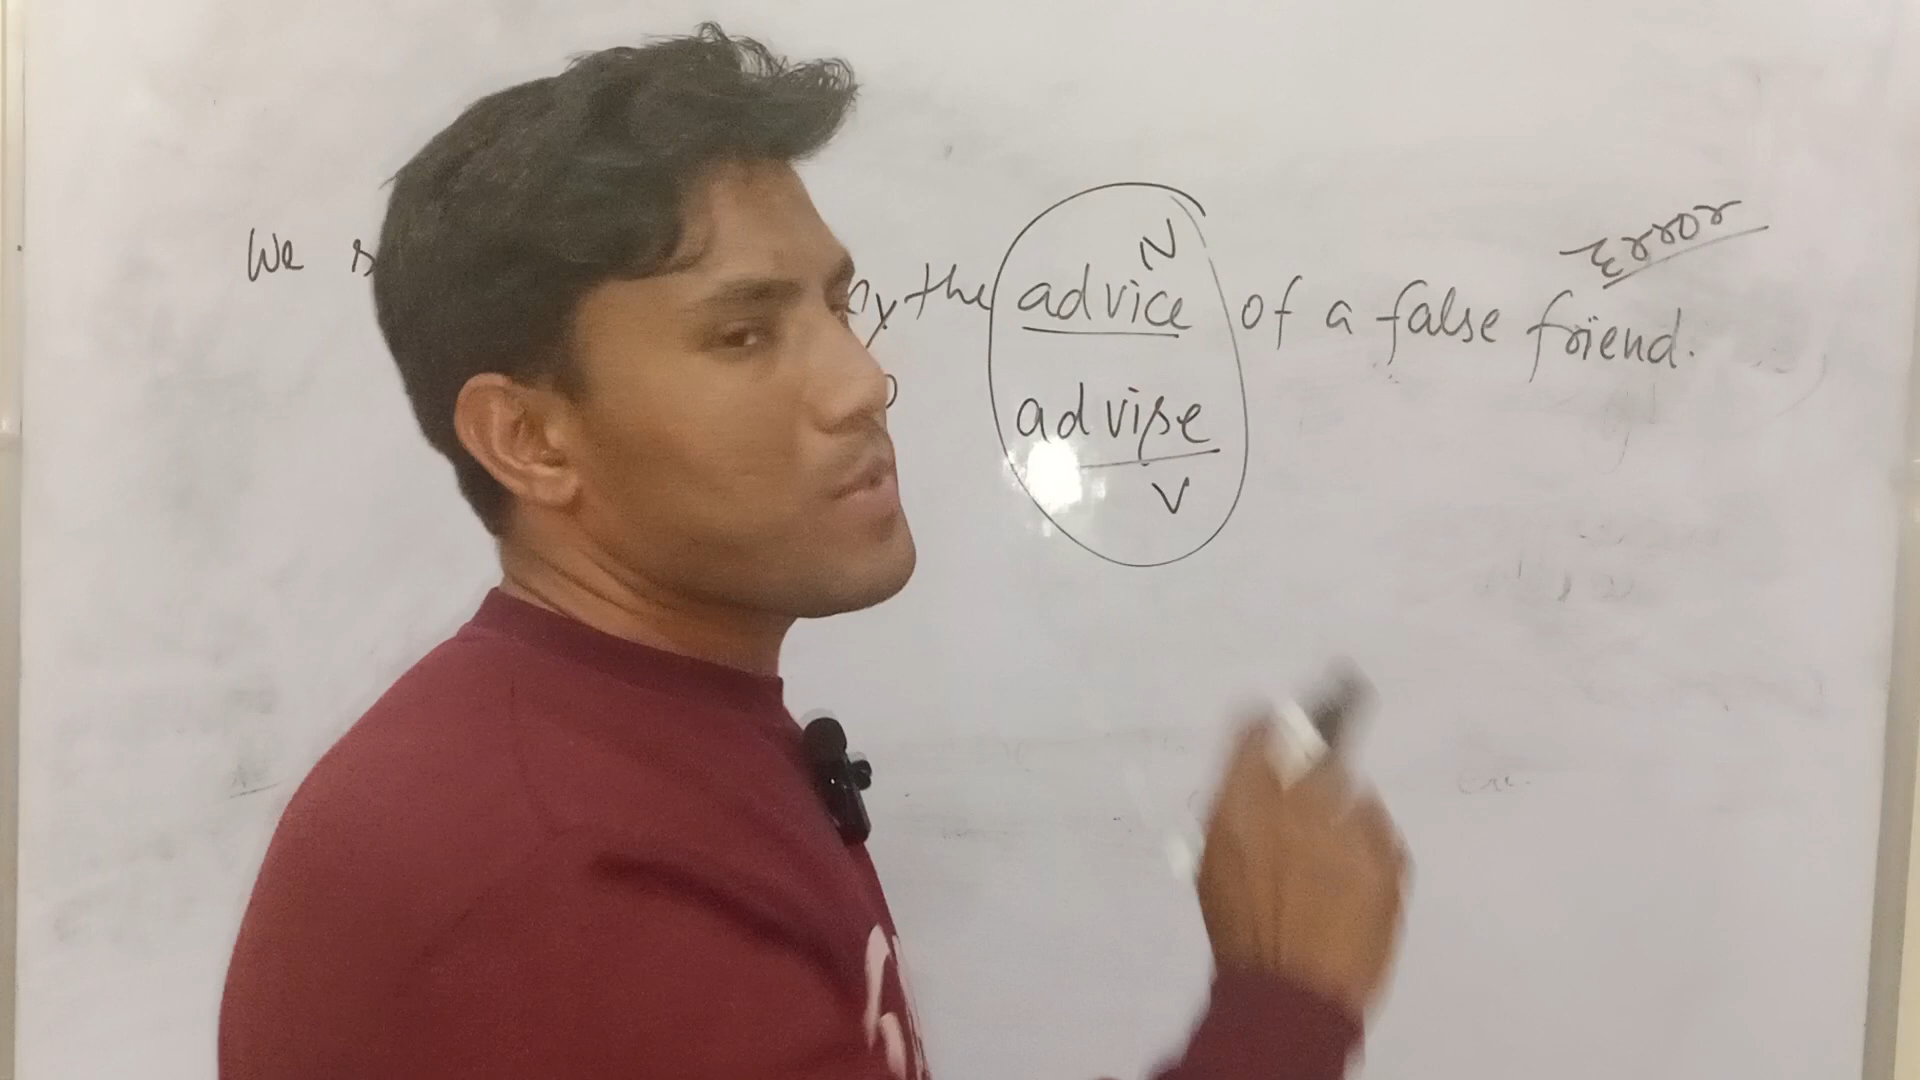 Error
We the advice of a false friend.
N
advise
V